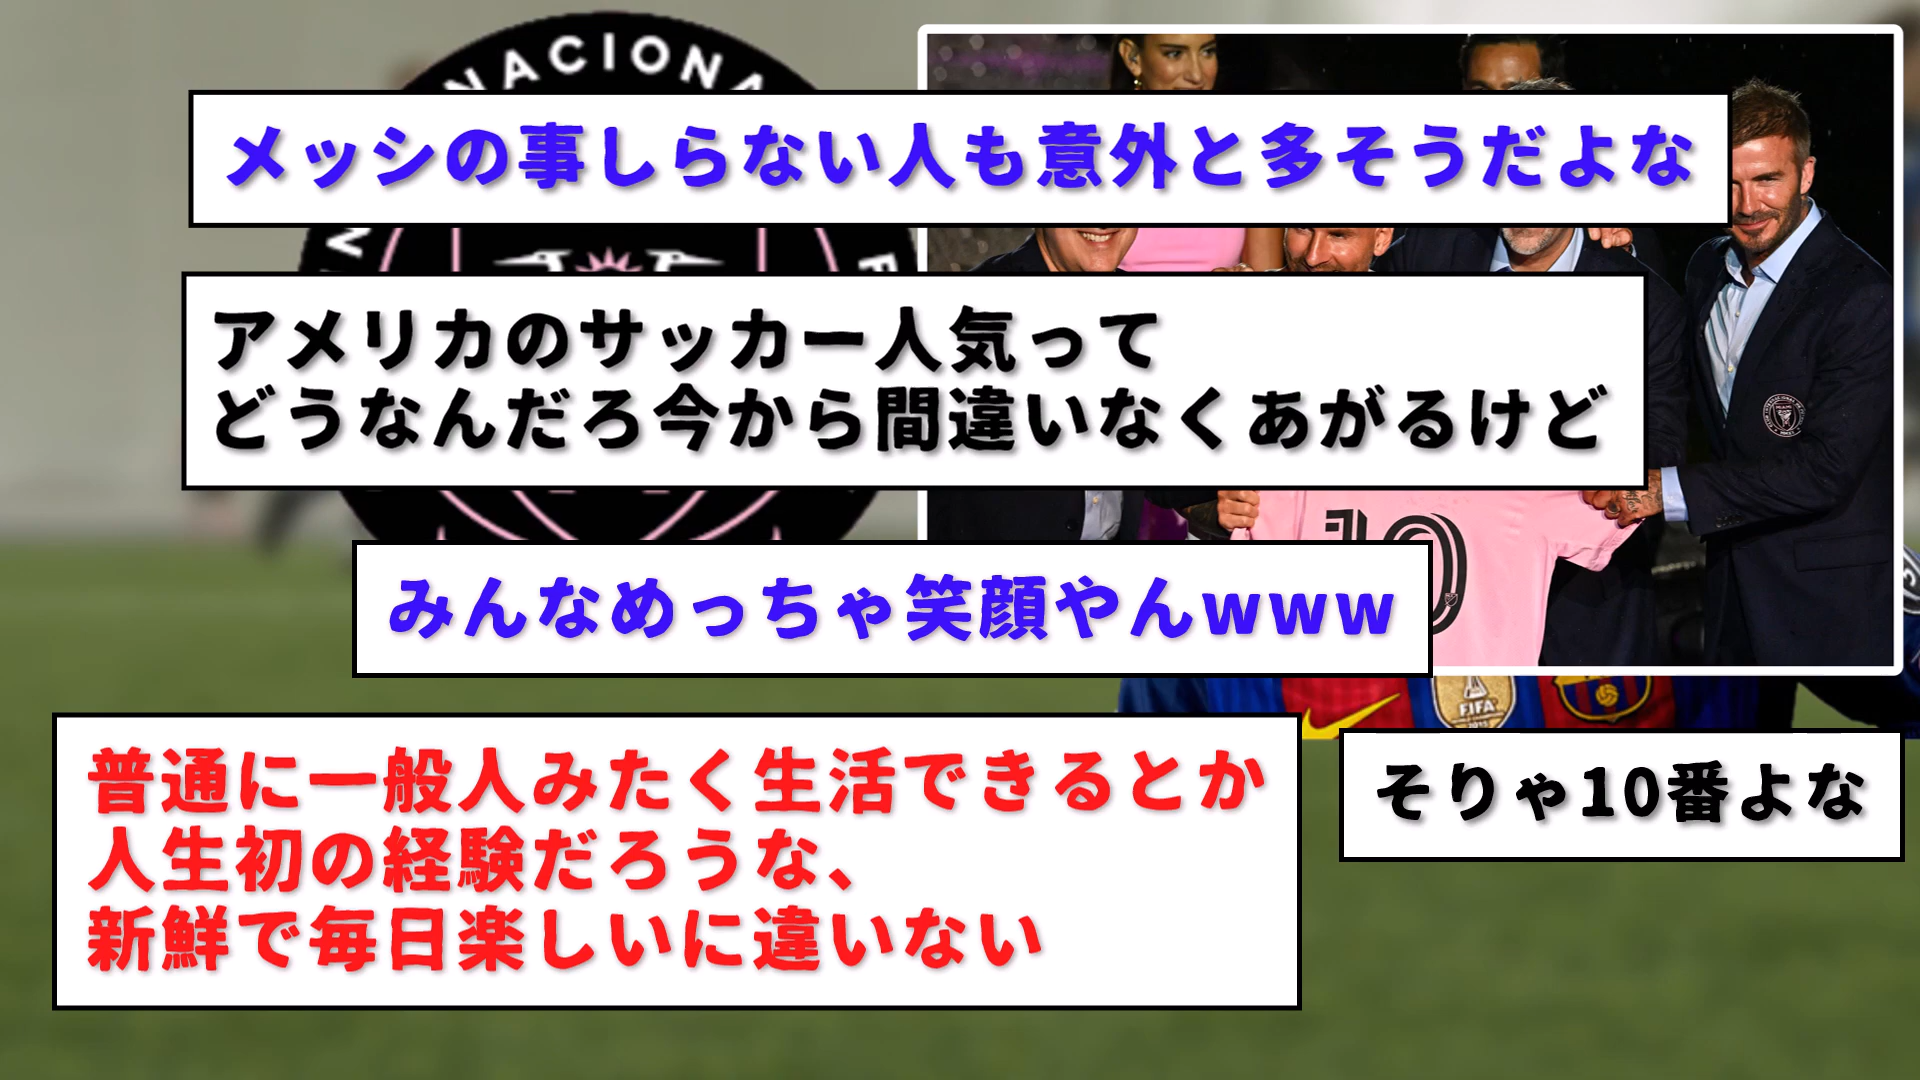 NACIONA
メッシの事しらない人も意外と多そうだよな
アメリカのサッカー人気って
どうなんだろ今から間違いなくあがるけど
10
みんなめっちゃ笑顔やんwww
FIFA
普通に一般人みたく生活できるとか
人生初の経験だろうな、
新鮮で毎日楽しいに違いない
そりゃ10番よな